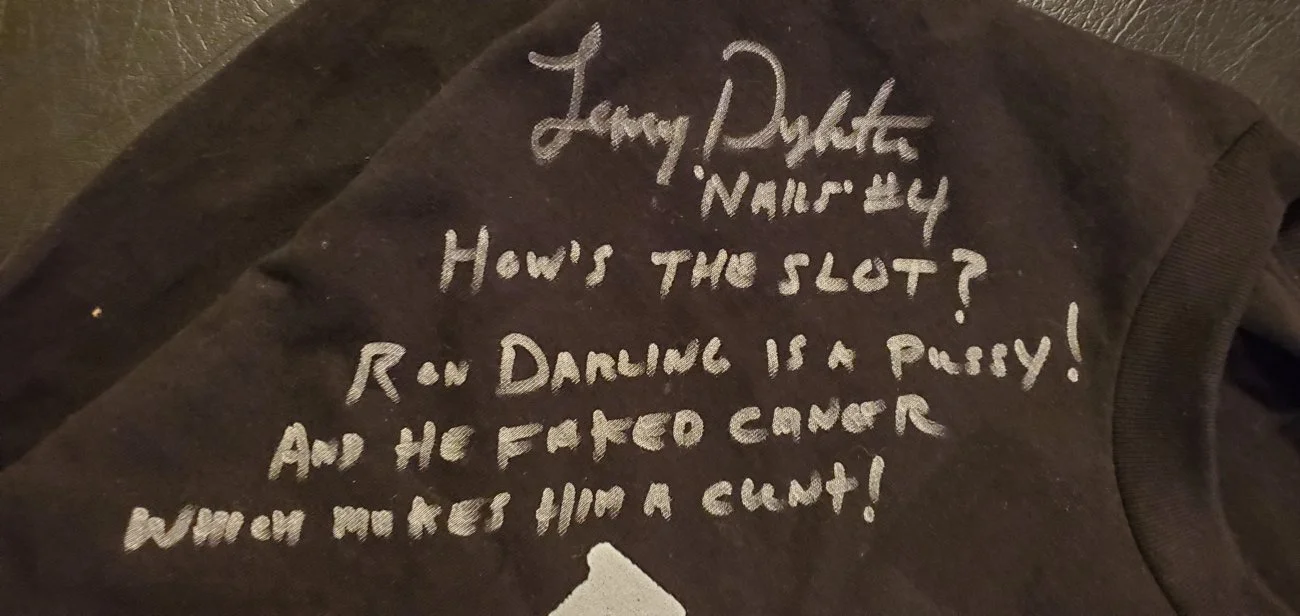 Lenny Dykstra
'NAILS' #4
HOW'S THE SLOT?
RON DARLING IS A PUSSY!
AND HE FAKED CANCER
WHICH MAKES HIM A CUNT!